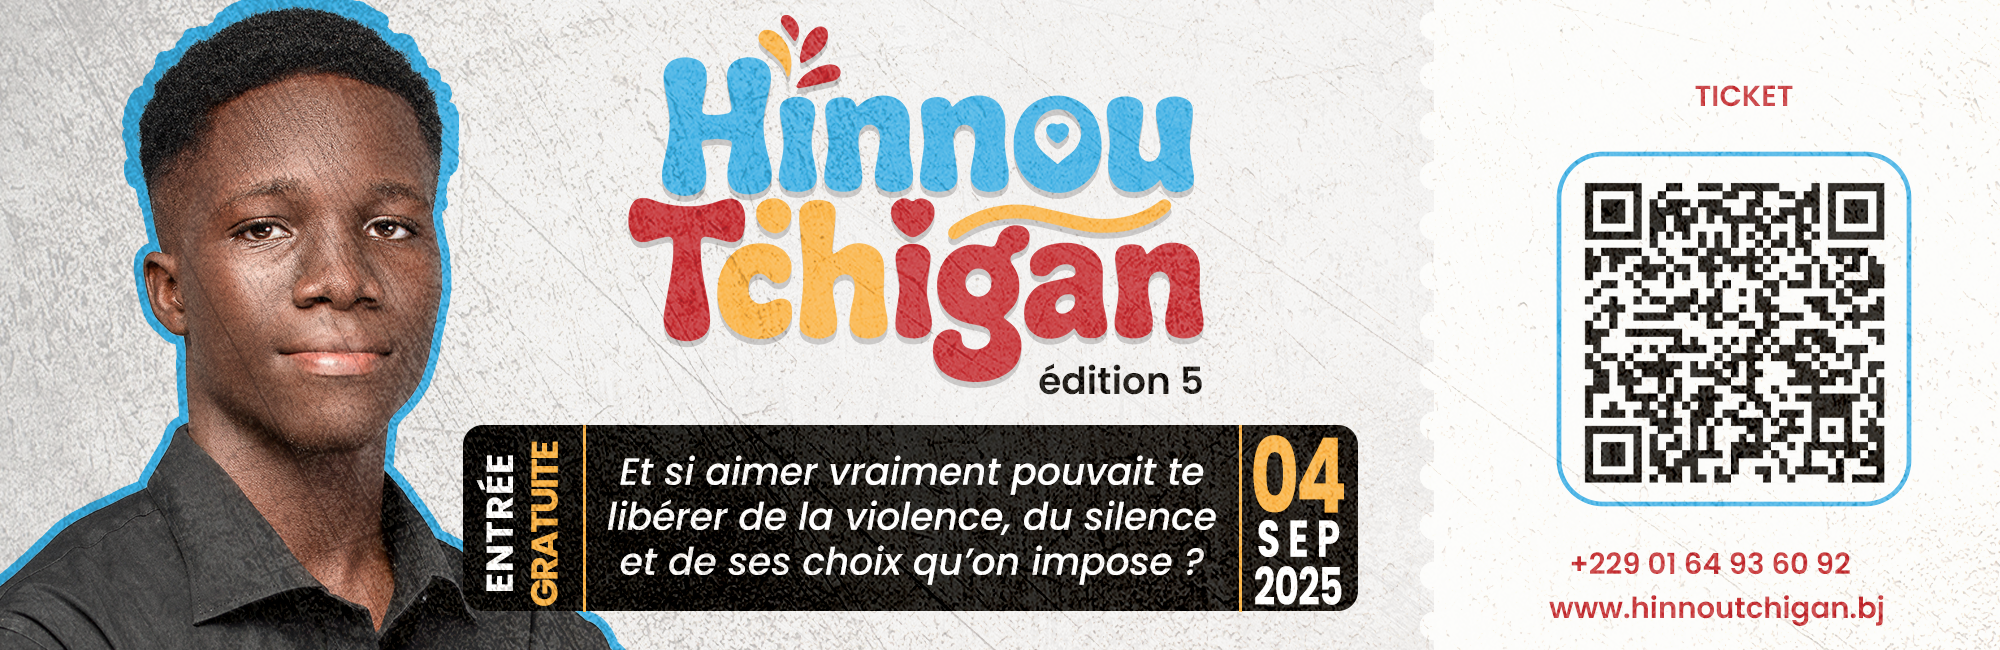 Hinnou
Tchigan
édition 5
ENTRÉE
GRATUITE
Et si aimer vraiment pouvait te
libérer de la violence, du silence
et de ses choix qu'on impose ?
04
SEP
2025
TICKET
+229 01 64 93 60 92
www.hinnoutchigan.bj